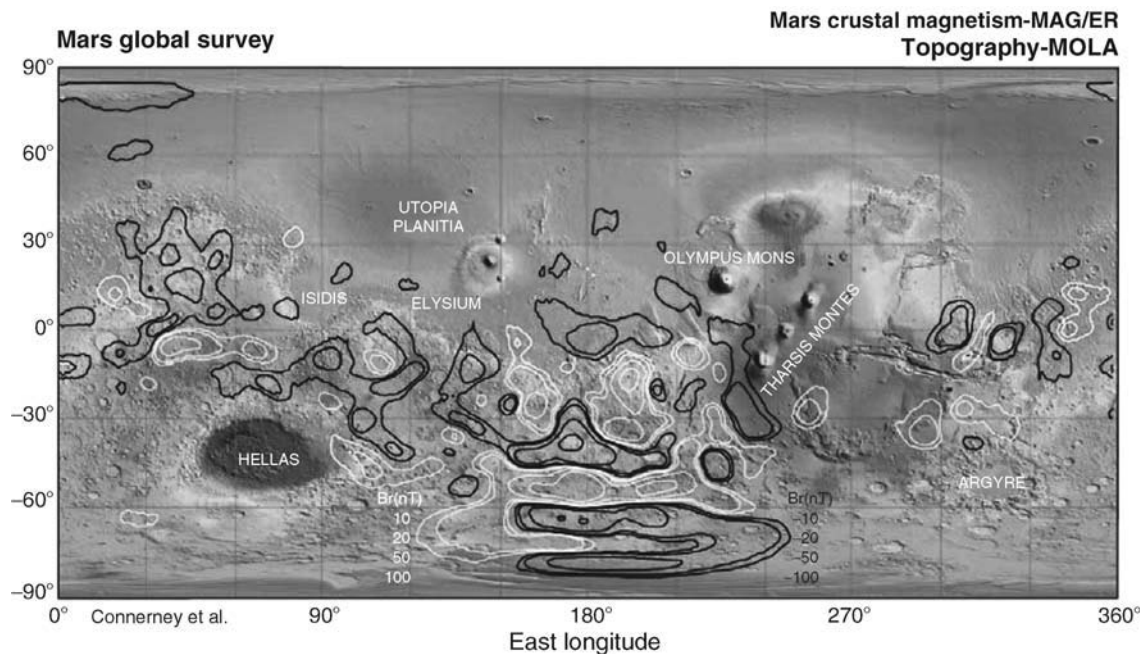 Mars global survey
Mars crustal magnetism-MAG/ER
Topography-MOLA
90°
60°
30°
0°
–30°
–60°
–90°
UTOPIA
PLANITIA
OLYMPUS MONS
ISIDIS
ELYSIUM
THARSIS MONTES
HELLAS
ARGYRE
Br(nT)
10
20
50
100
Br(nT)
–10
–20
–50
–100
0°
90°
180°
270°
360°
Connerney et al.
East longitude